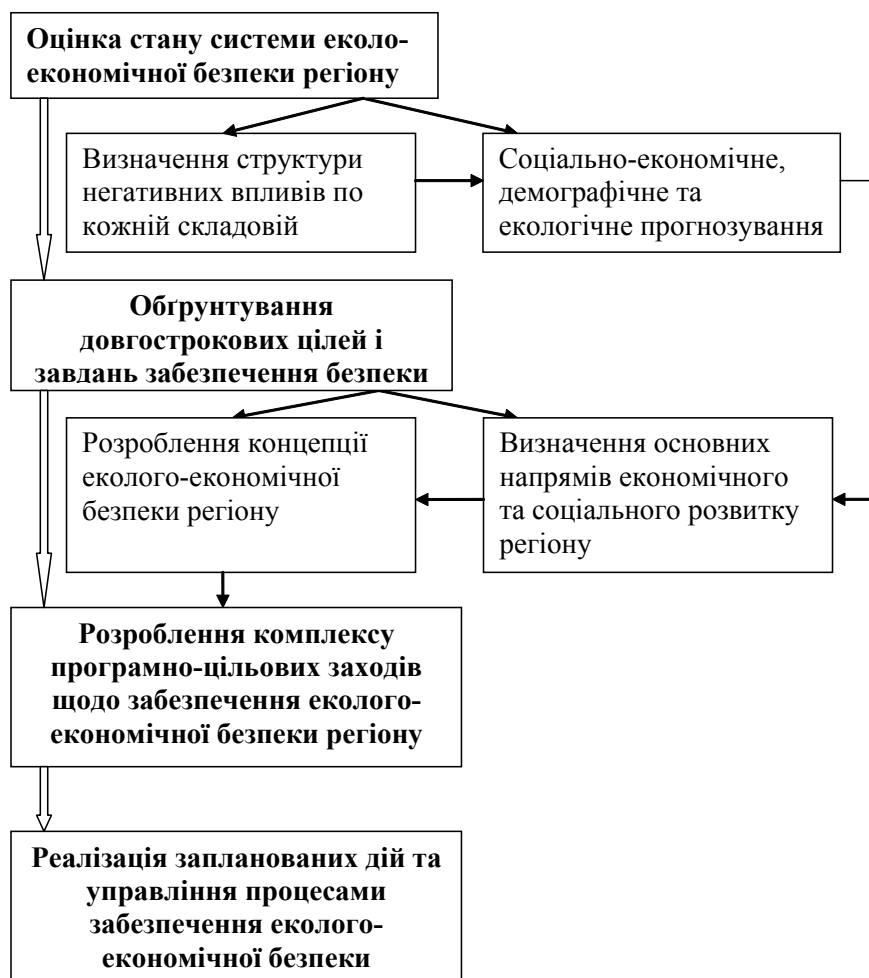 Оцінка стану системи еколо-
економічної безпеки регіону
Визначення структури
негативних впливів по
кожній складовій
Соціально-економічне,
демографічне та
екологічне прогнозування
Обґрунтування
довгострокових цілей і
завдань забезпечення безпеки
Розроблення концепції
еколого-економічної
безпеки регіону
Визначення основних
напрямів економічного
та соціального розвитку
регіону
Розроблення комплексу
програмно-цільових заходів
щодо забезпечення еколого-
економічної безпеки регіону
Реалізація запланованих дій та
управління процесами
забезпечення еколого-
економічної безпеки